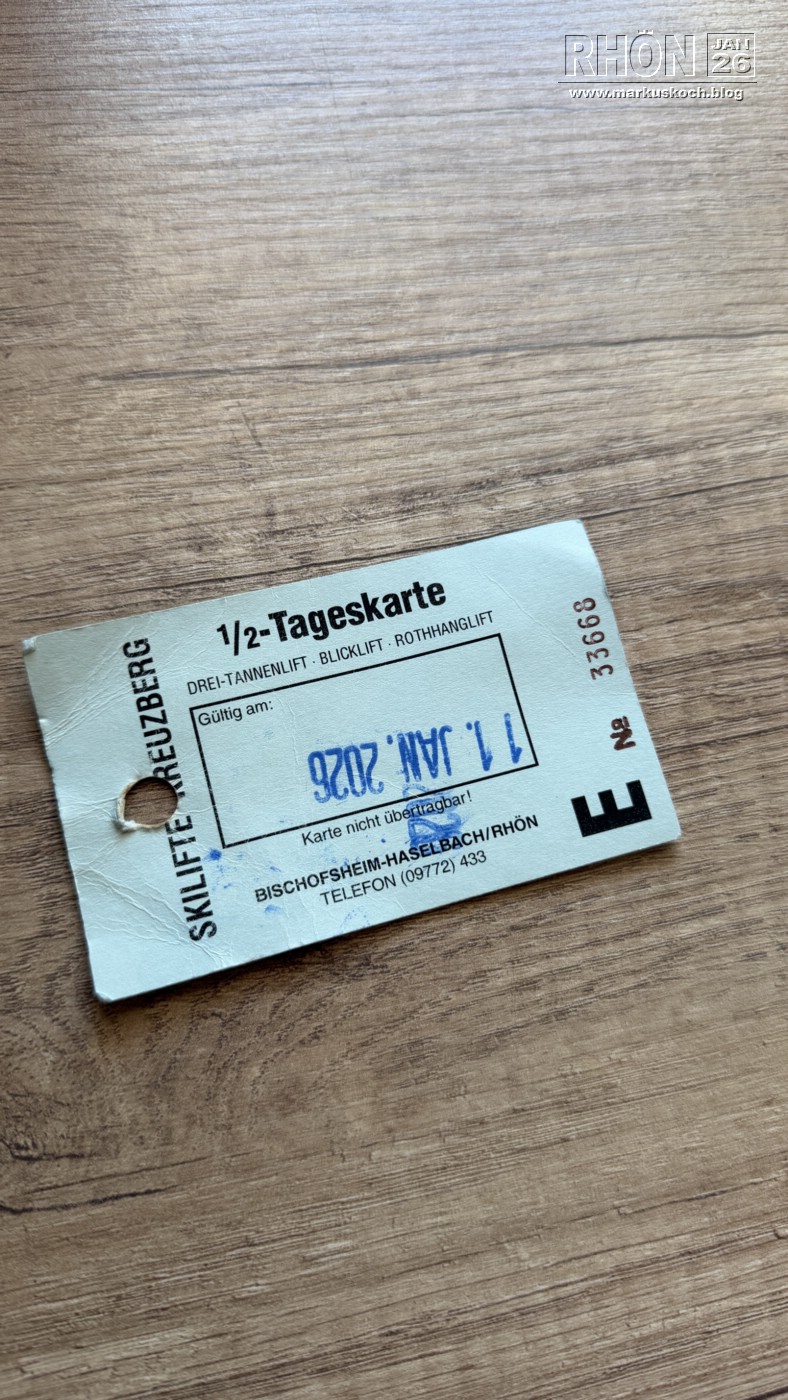 RHÖN JAN 26
www.markuskoch.blog
SKILIFTE KREUZBERG
1/2-Tageskarte
DREI-TANNENLIFT · BLICKLIFT · ROTHHANGLIFT
Gültig am:
11. JAN. 2026
Karte nicht übertragbar!
BISCHOFSHEIM-HASELBACH/RHÖN
TELEFON (09772) 433
E
№ 33668